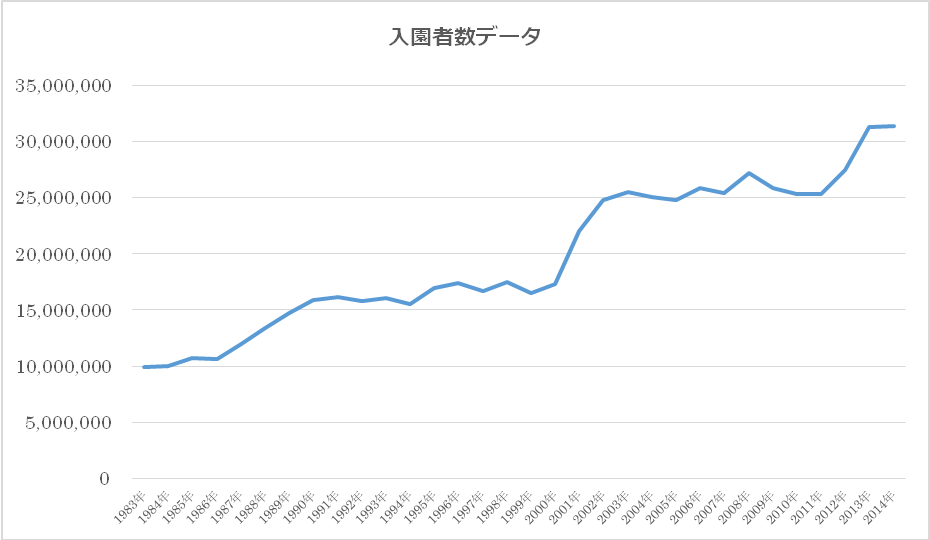 入園者数データ
35,000,000
30,000,000
25,000,000
20,000,000
15,000,000
10,000,000
5,000,000
0
1983年
1984年
1985年
1986年
1987年
1988年
1989年
1990年
1991年
1992年
1993年
1994年
1995年
1996年
1997年
1998年
1999年
2000年
2001年
2002年
2003年
2004年
2005年
2006年
2007年
2008年
2009年
2010年
2011年
2012年
2013年
2014年